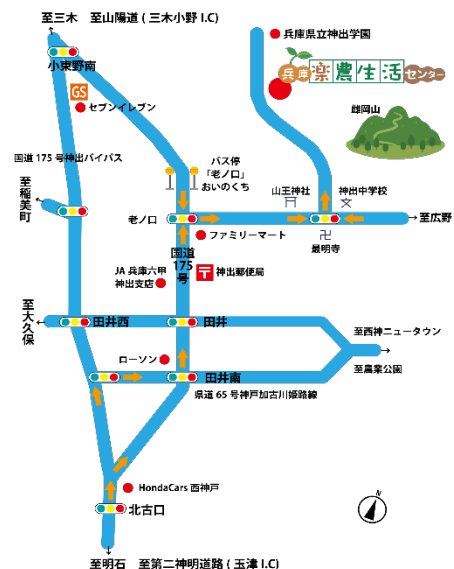 至三木 至山陽道 ( 三木小野 I.C)
兵庫県立神出学園
小束野南
兵庫楽農生活センター
GS
セブンイレブン
雌岡山
国道 175 号神出バイパス
バス停
「老ノ口」
おいのくち
至稲美町
山王神社
神出中学校
文
老ノ口
至広野
ファミリーマート
卍
最明寺
国道
175
号
JA 兵庫六甲
神出支店
〒
神出郵便局
至大久保
田井西
田井
至西神ニュータウン
ローソン
至農業公園
田井南
県道 65 号神戸加古川姫路線
HondaCars 西神戸
北古口
N
至明石 至第二神明道路 ( 玉津 I.C)